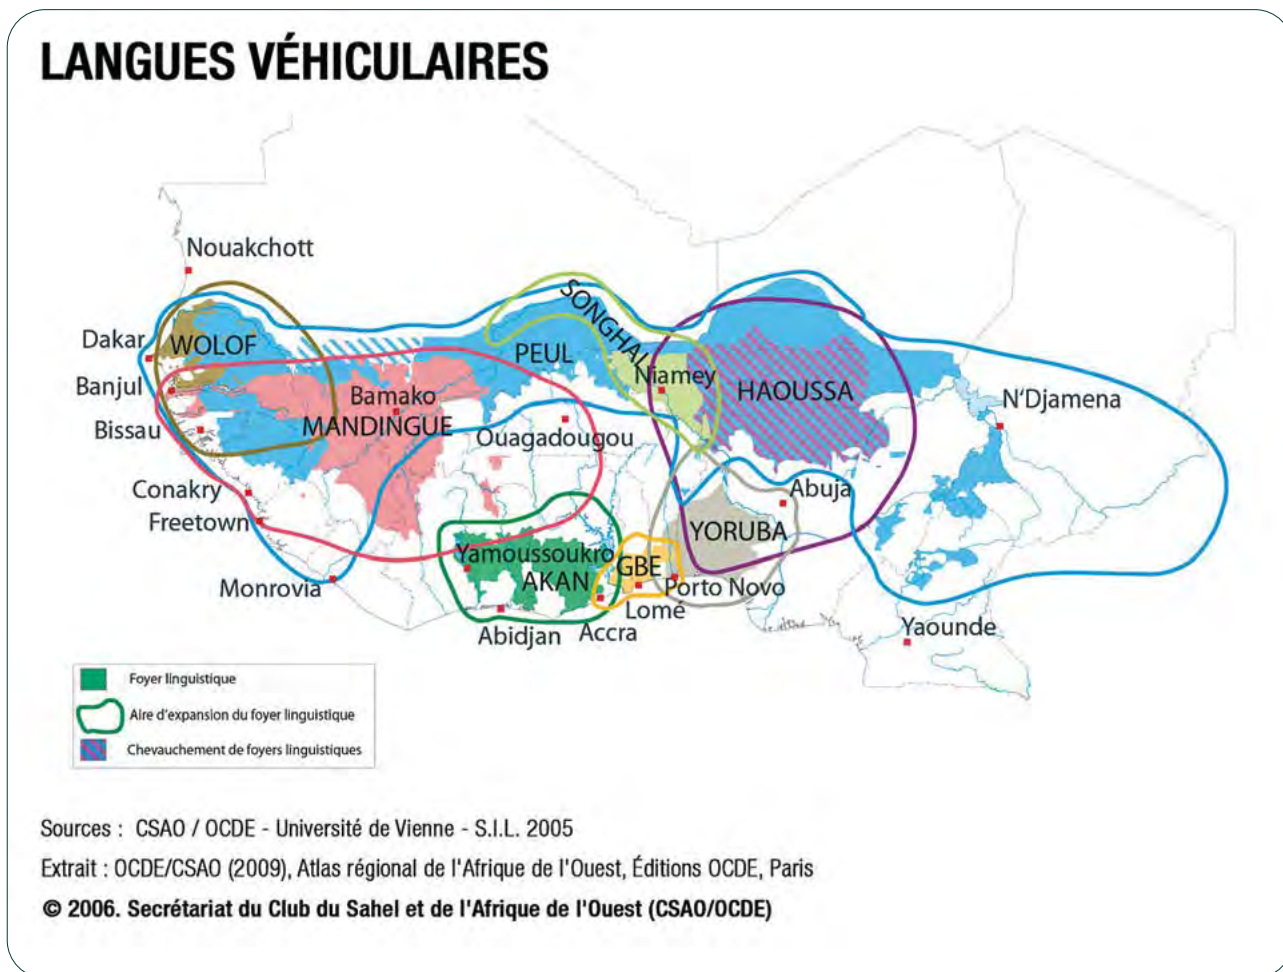 LANGUES VÉHICULAIRES
Nouakchott
SONGHAI
Dakar
WOLOF
PEUL
Niamey
HAOUSSA
Banjul
Bamako
N'Djamena
Bissau
MANDINGUE
Ouagadougou
Conakry
Abuja
Freetown
YORUBA
Yamoussoukro
GBE
AKAN
Porto Novo
Monrovia
Lomé
Abidjan
Accra
Yaounde
Foyer linguistique
Aire d'expansion du foyer linguistique
Chevauchement de foyers linguistiques
Sources : CSAO / OCDE - Université de Vienne - S.I.L. 2005
Extrait : OCDE/CSAO (2009), Atlas régional de l'Afrique de l'Ouest, Éditions OCDE, Paris
© 2006. Secrétariat du Club du Sahel et de l'Afrique de l'Ouest (CSAO/OCDE)